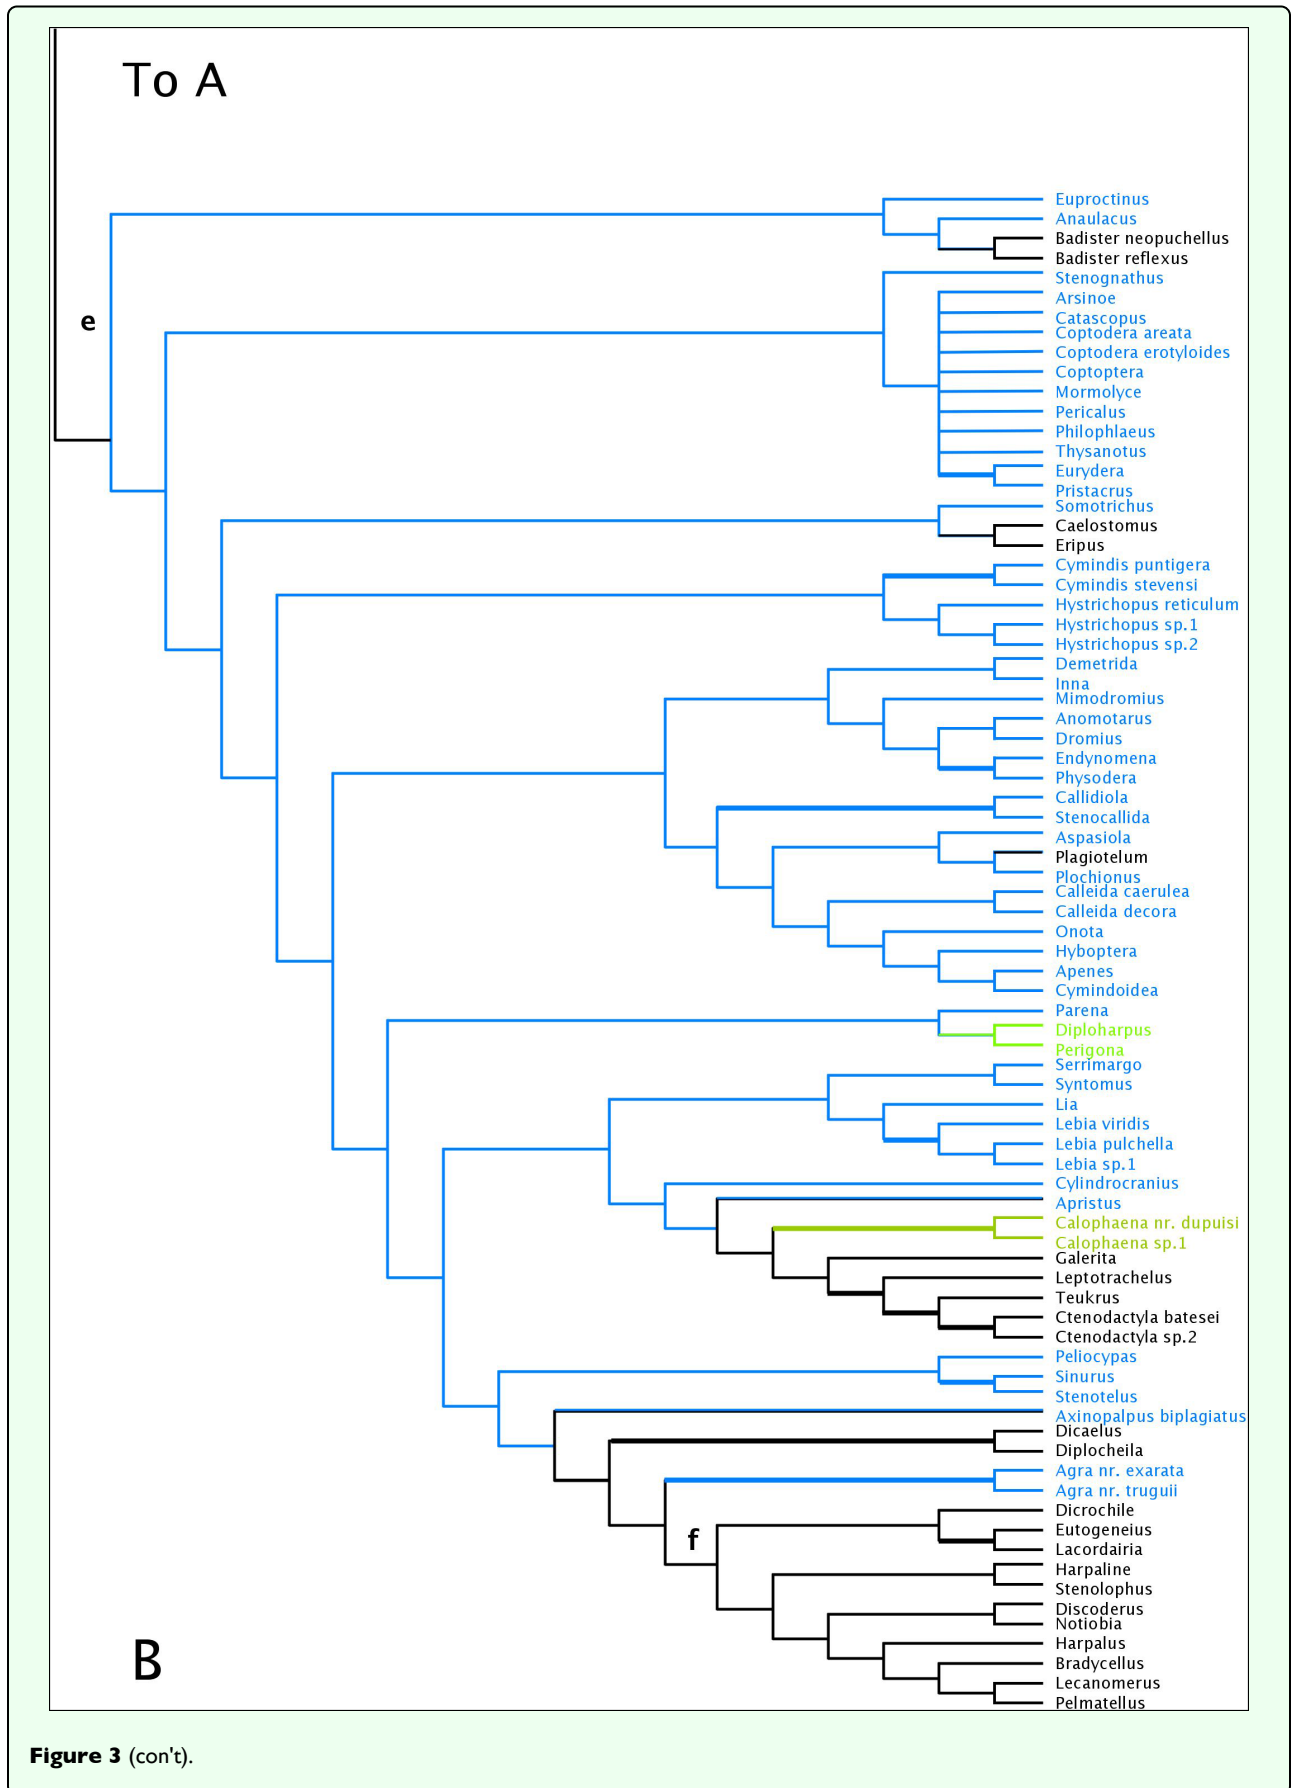 To A
Euproctinus
Anaulacus
Badister neopuchellus
Badister reflexus
Stenognathus
Arsinoe
e
Catascopus
Coptodera areata
Coptodera erotyloides
Coptoptera
Mormolyce
Pericalus
Philophlaeus
Thysanotus
Eurydera
Pristacrus
Somotrichus
Caelostomus
Eripus
Cymindis puntigera
Cymindis stevensi
Hystrichopus reticulum
Hystrichopus sp.1
Hystrichopus sp.2
Demetrida
Inna
Mimodromius
Anomotarus
Dromius
Endynomena
Physodera
Callidiola
Stenocallida
Aspasiola
Plagiotelum
Plochionus
Calleida caerulea
Calleida decora
Onota
Hyboptera
Apenes
Cymindoidea
Parena
Diploharpus
Perigona
Serrimargo
Syntomus
Lia
Lebia viridis
Lebia pulchella
Lebia sp.1
Cylindrocranius
Apristus
Calophaena nr. dupuisi
Calophaena sp.1
Galerita
Leptotrachelus
Teukrus
Ctenodactyla batesei
Ctenodactyla sp.2
Peliocypas
Sinurus
Stenotelus
Axinopalpus biplagiatus
Dicaelus
Diplocheila
Agra nr. exarata
Agra nr. truguii
Dicrochile
Eutogeneius
f
Lacordairia
Harpaline
Stenolophus
Discoderus
Notiobia
Harpalus
Bradycellus
B
Lecanomerus
Pelmatellus
Figure 3 (con't).